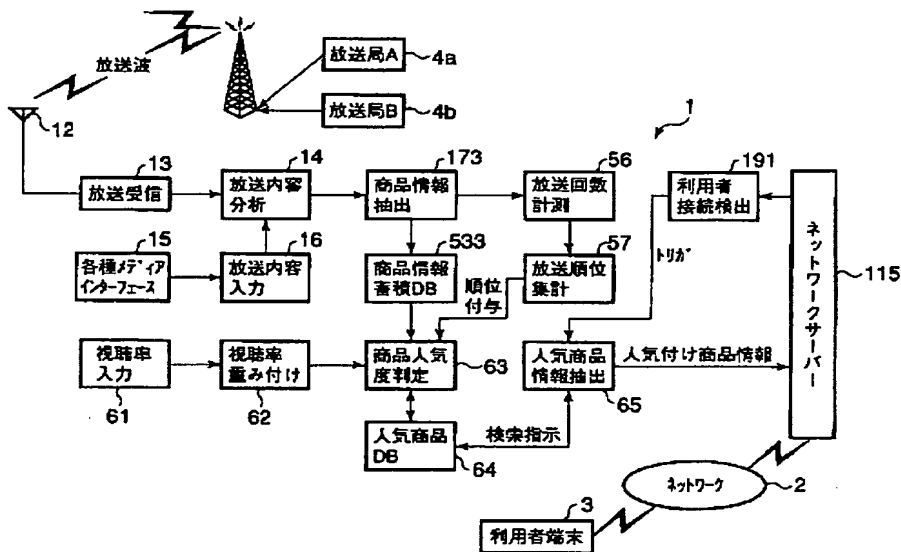 放送波
放送局A
4a
放送局B
4b
12
1
13
放送受信
14
放送内容
分析
173
商品情報
抽出
56
放送回数
計測
191
利用者
接続検出
15
各種メディア
インターフェース
16
放送内容
入力
533
商品情報
蓄積DB
順位
付与
57
放送順位
集計
トリガ
ネットワークサーバー
115
視聴率
入力
61
視聴率
重み付け
62
商品人気
度判定
63
人気商品
情報抽出
65
人気付け商品情報
人気商品
DB
64
検索指示
ネットワーク
2
3
利用者端末